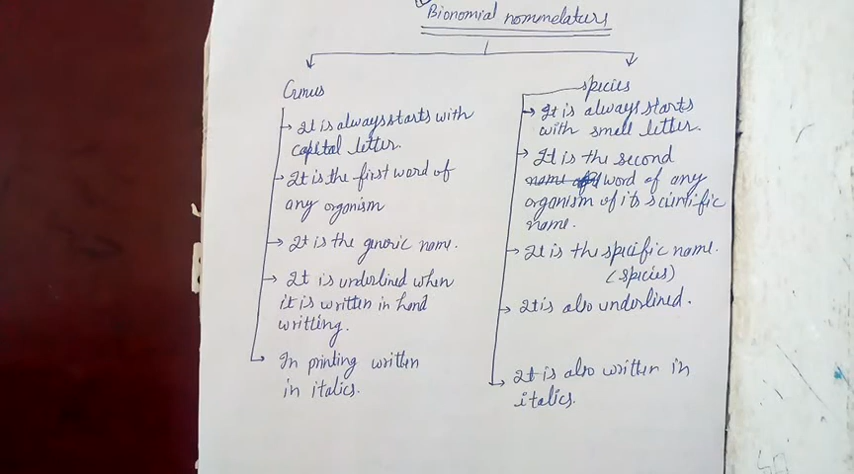 Bionomial nommelature
Genus
It is always starts with
capital letter.
It is the first word of
any organism
It is the generic name.
It is underlined when
it is written in hand
writting.
In printing written
in italics.
species
It is always starts
with small letter.
It is the second
word of any
organism of its scientific
name.
It is the specific name.
(species)
It is also underlined.
It is also written in
italics.